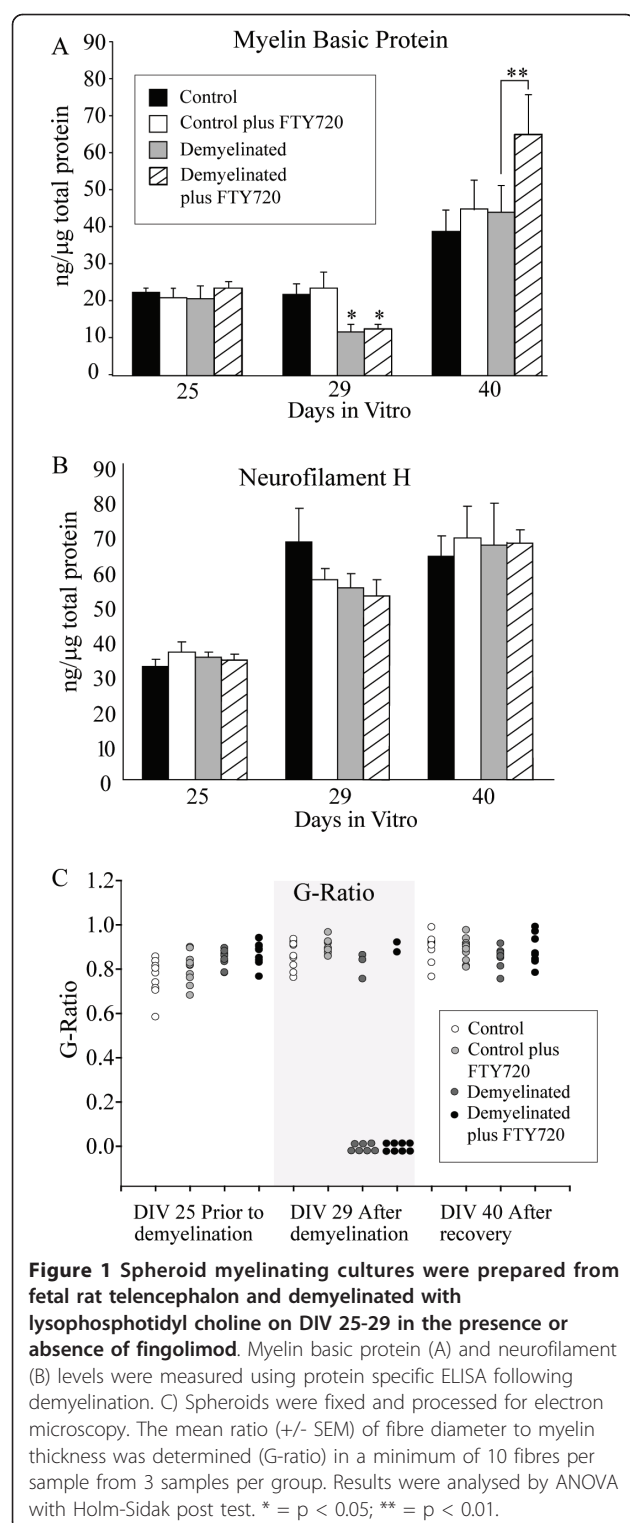 A
Myelin Basic Protein
90
80
70
60
50
40
30
20
10
0
ng/µg total protein
Control
Control plus FTY720
Demyelinated
Demyelinated
plus FTY720
*
*
**
25
29
40
Days in Vitro
B
Neurofilament H
90
80
70
60
50
40
30
20
10
0
ng/µg total protein
25
29
40
Days in Vitro
C
G-Ratio
1.2
1.0
0.8
0.6
0.4
0.2
0.0
G-Ratio
Control
Control plus
FTY720
Demyelinated
Demyelinated
plus FTY720
DIV 25 Prior to
demyelination
DIV 29 After
demyelination
DIV 40 After
recovery
Figure 1 Spheroid myelinating cultures were prepared from
fetal rat telencephalon and demyelinated with
lysophosphotidyl choline on DIV 25-29 in the presence or
absence of fingolimod. Myelin basic protein (A) and neurofilament
(B) levels were measured using protein specific ELISA following
demyelination. C) Spheroids were fixed and processed for electron
microscopy. The mean ratio (+/- SEM) of fibre diameter to myelin
thickness was determined (G-ratio) in a minimum of 10 fibres per
sample from 3 samples per group. Results were analysed by ANOVA
with Holm-Sidak post test. * = p < 0.05; ** = p < 0.01.